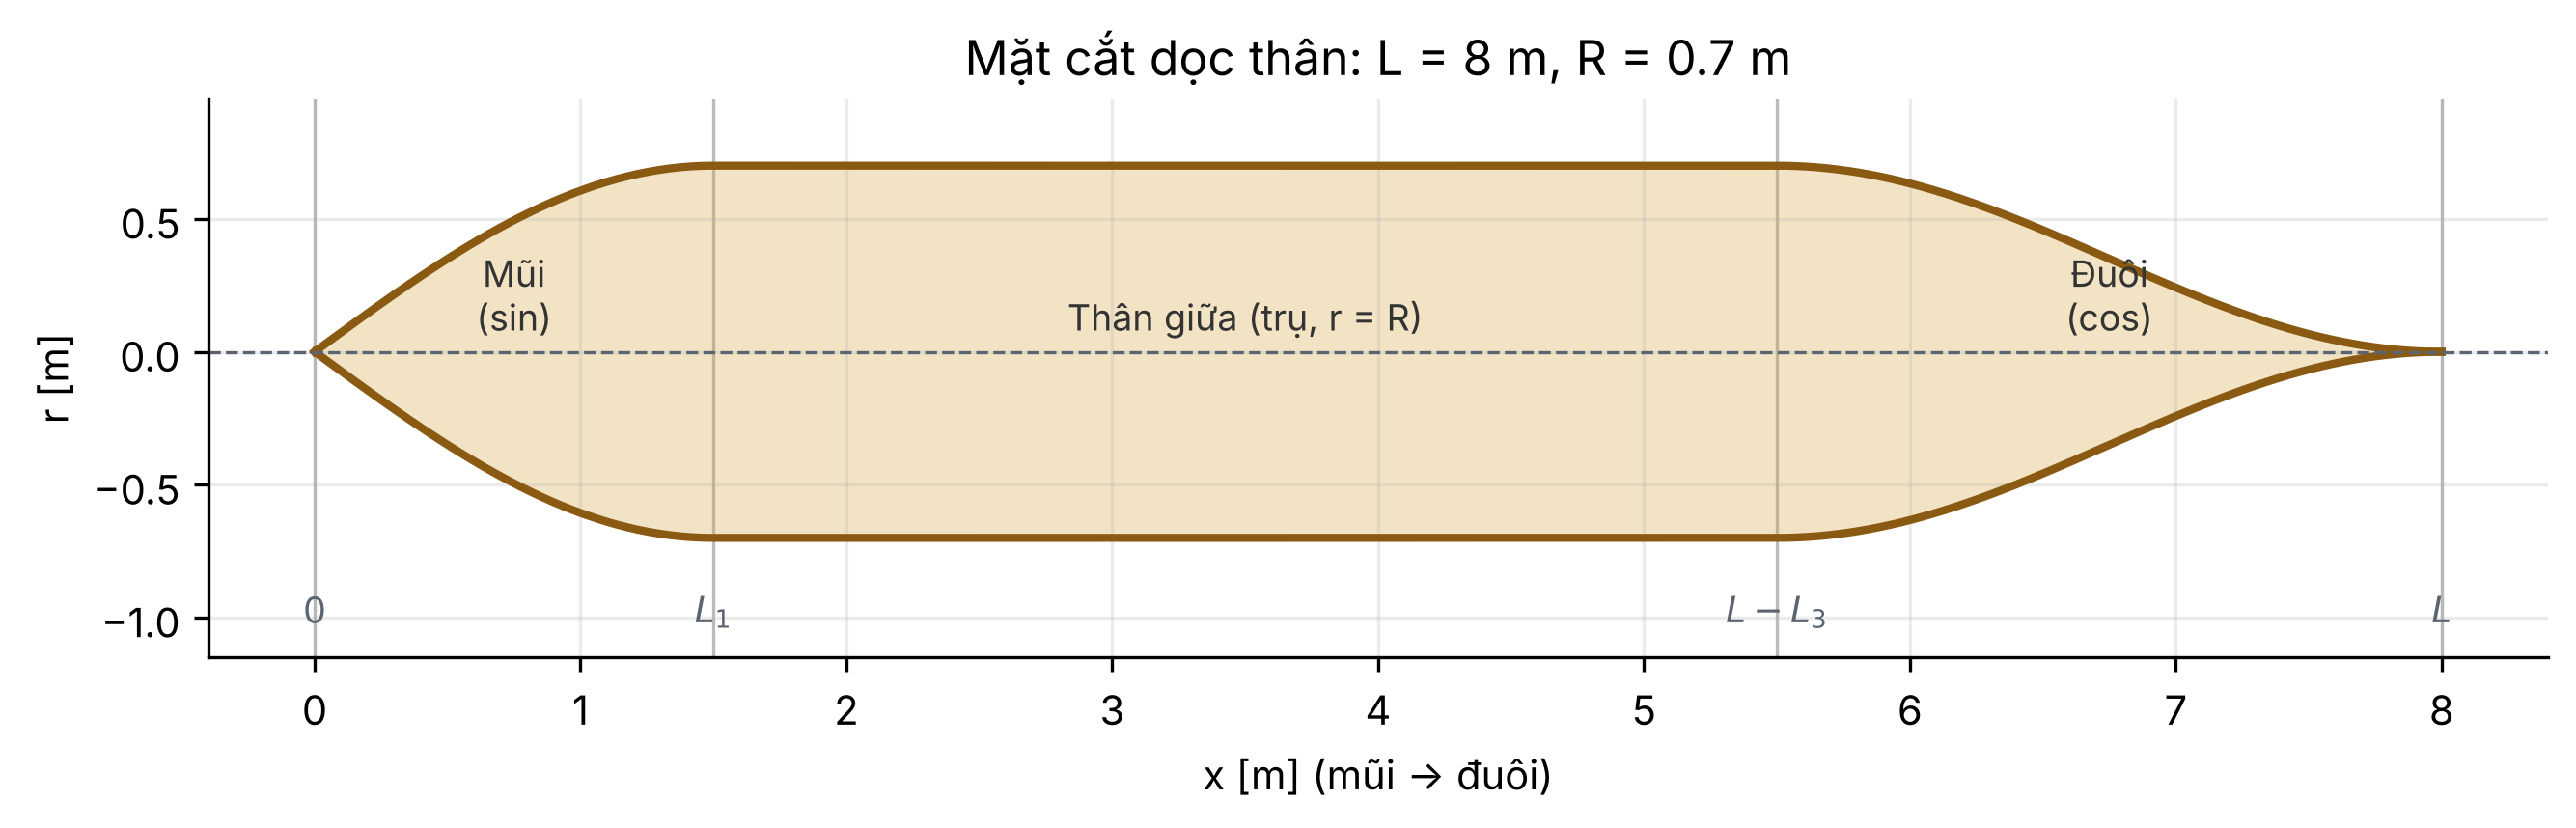 Mặt cắt dọc thân: L = 8 m, R = 0.7 m
r [m]
0.5
0.0
−0.5
−1.0
Mũi
(sin)
Thân giữa (trụ, r = R)
Đuôi
(cos)
0
L₁
L − L₃
L
0 1 2 3 4 5 6 7 8
x [m] (mũi → đuôi)